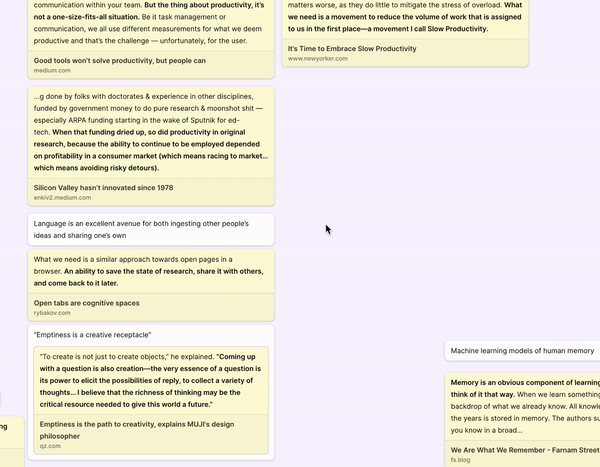 communication within your team. But the thing about productivity, it's
not a one-size-fits-all situation. Be it task management or
communication, we all use different measurements for what we deem
productive and that's the challenge — unfortunately, for the user.
Good tools won't solve productivity, but people can
medium.com
matters worse, as they do little to mitigate the stress of overload. What
we need is a movement to reduce the volume of work that is assigned
to us in the first place—a movement I call Slow Productivity.
It's Time to Embrace Slow Productivity
www.newyorker.com
...g done by folks with doctorates & experience in other disciplines,
funded by government money to do pure research & moonshot shit —
especially ARPA funding starting in the wake of Sputnik for ed-
tech. When that funding dried up, so did productivity in original
research, because the ability to continue to be employed depended
on profitability in a consumer market (which means racing to market...
which means avoiding risky detours).
Silicon Valley hasn't innovated since 1978
enkiv2.medium.com
Language is an excellent avenue for both ingesting other people's
ideas and sharing one's own
What we need is a similar approach towards open pages in a
browser. An ability to save the state of research, share it with others,
and come back to it later.
Open tabs are cognitive spaces
rybakov.com
"Emptiness is a creative receptacle"
"To create is not just to create objects," he explained. "Coming up
with a question is also creation—the very essence of a question is
its power to elicit the possibilities of reply, to collect a variety of
thoughts... I believe that the richness of thinking may be the
critical resource needed to give this world a future."
Emptiness is the path to creativity, explains MUJI's design
philosopher
qz.com
ng
Machine learning models of human memory
Memory is an obvious component of learning
think of it that way. When we learn something
backdrop of what we already know. All knowle
the years is stored in memory. The authors su
you know in a broad...
We Are What We Remember - Farnam Street
fs.blog